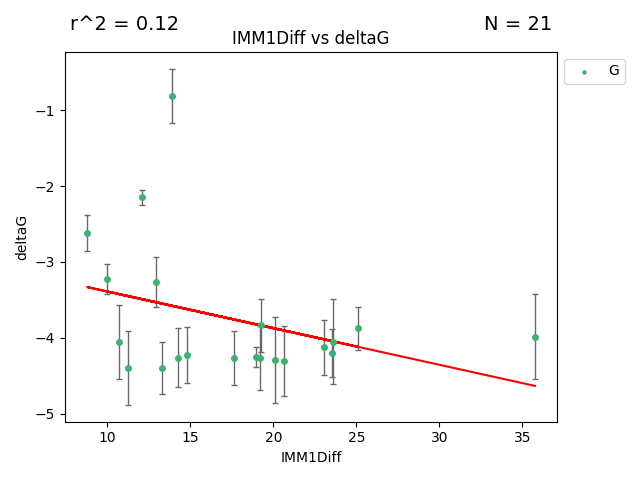 r^2 = 0.12
N = 21
IMM1Diff vs deltaG
G
deltaG
−1
−2
−3
−4
−5
10 15 20 25 30 35
IMM1Diff